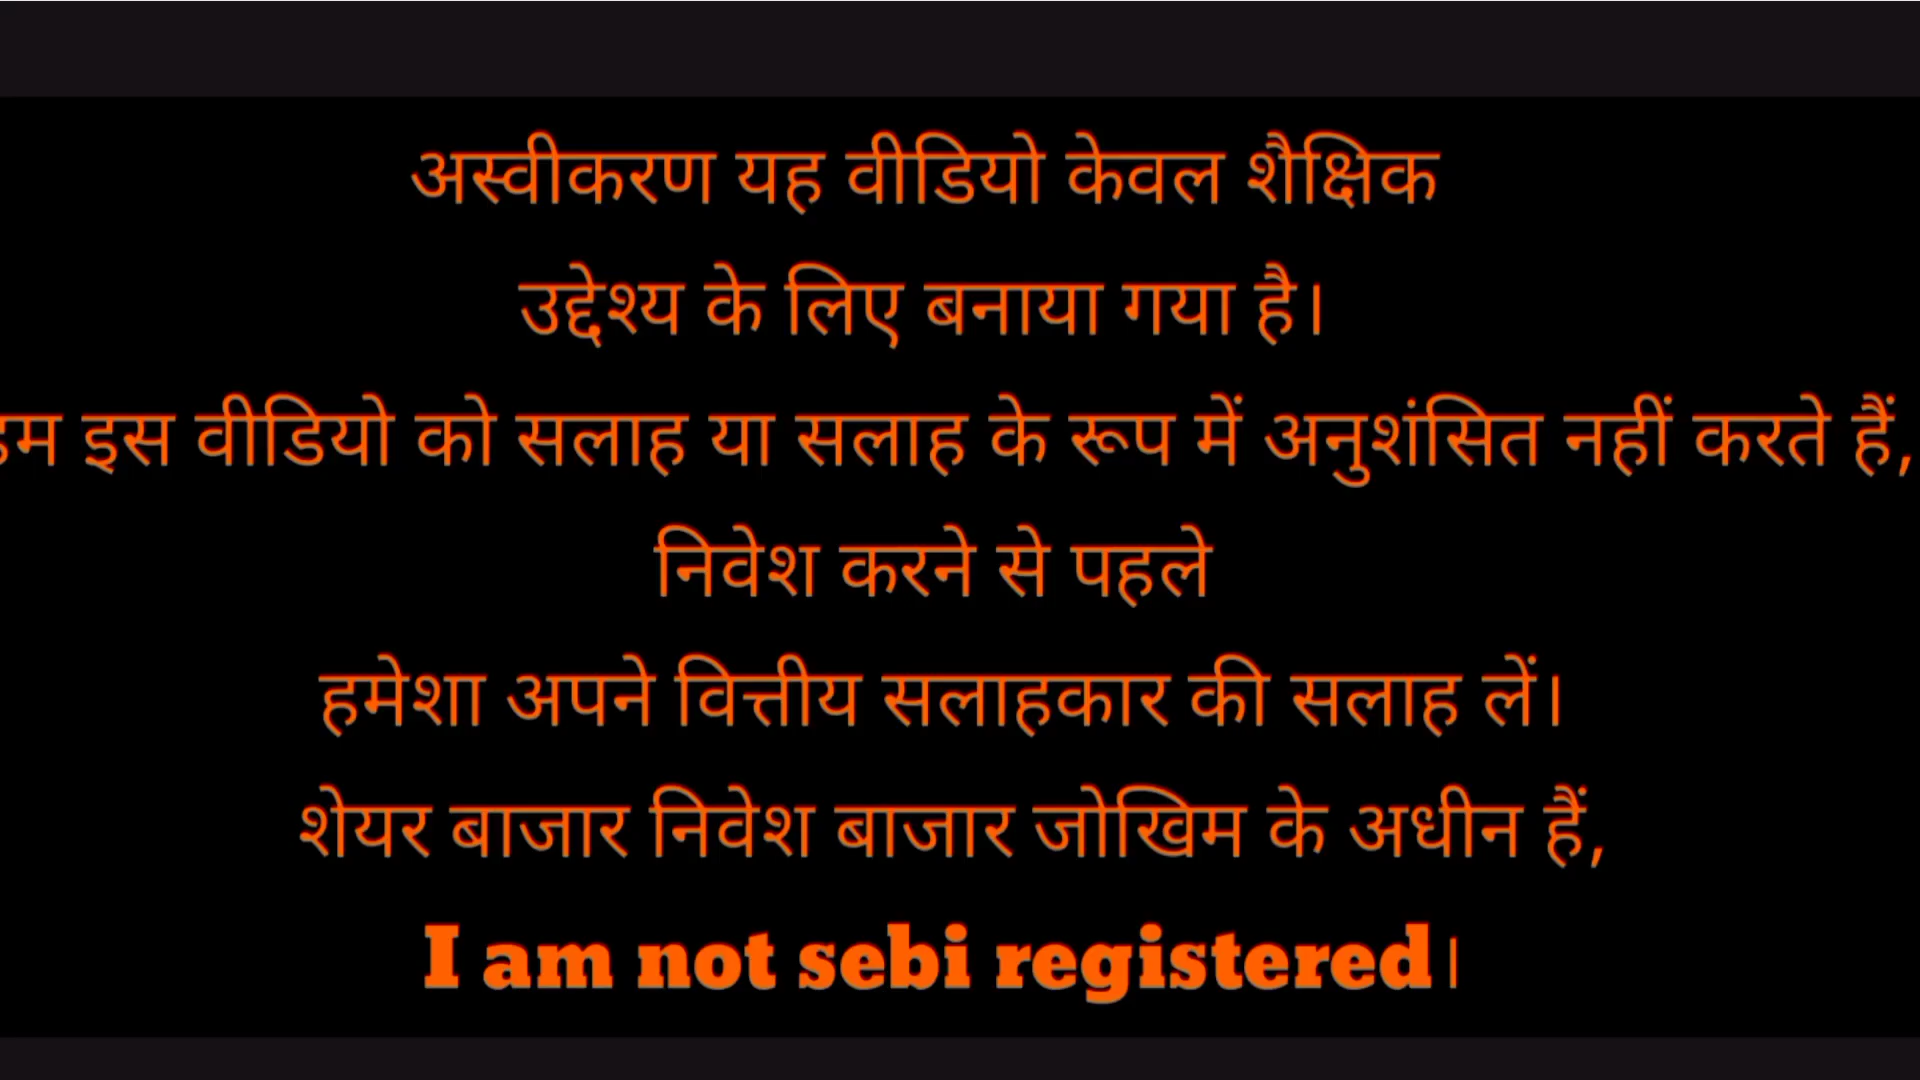 अस्वीकरण यह वीडियो केवल शैक्षिक
उद्देश्य के लिए बनाया गया है।
हम इस वीडियो को सलाह या सलाह के रूप में अनुशंसित नहीं करते हैं,
निवेश करने से पहले
हमेशा अपने वित्तीय सलाहकार की सलाह लें।
शेयर बाजार निवेश बाजार जोखिम के अधीन हैं,
I am not sebi registered।